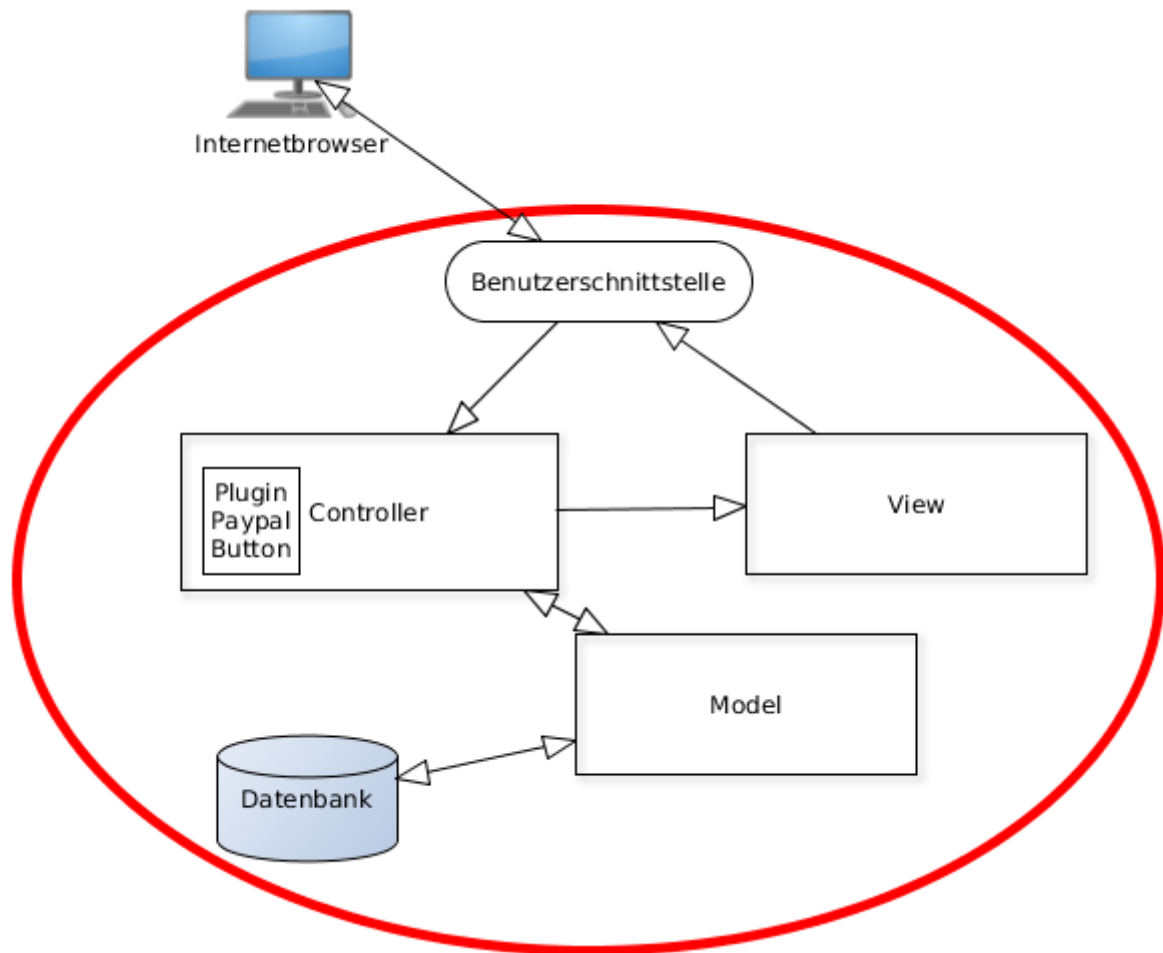 Internetbrowser
Benutzerschnittstelle
Plugin
Paypal
Button
Controller
View
Model
Datenbank